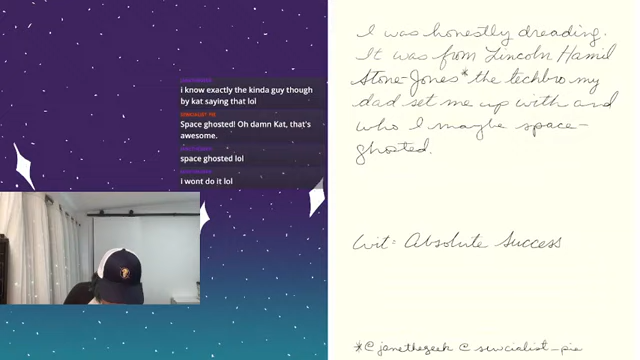 i know exactly the kinda guy though
by kat saying that lol
Space ghosted! Oh damn Kat, that's
awesome.
space ghosted lol
i wont do it lol
I was honestly dreading.
It was from Lincoln Hamil
Stone-Jones* the techbro my
dad set me up with and
who I maybe space-
ghosted.
Wit: Absolute Success
*@janethegeek @